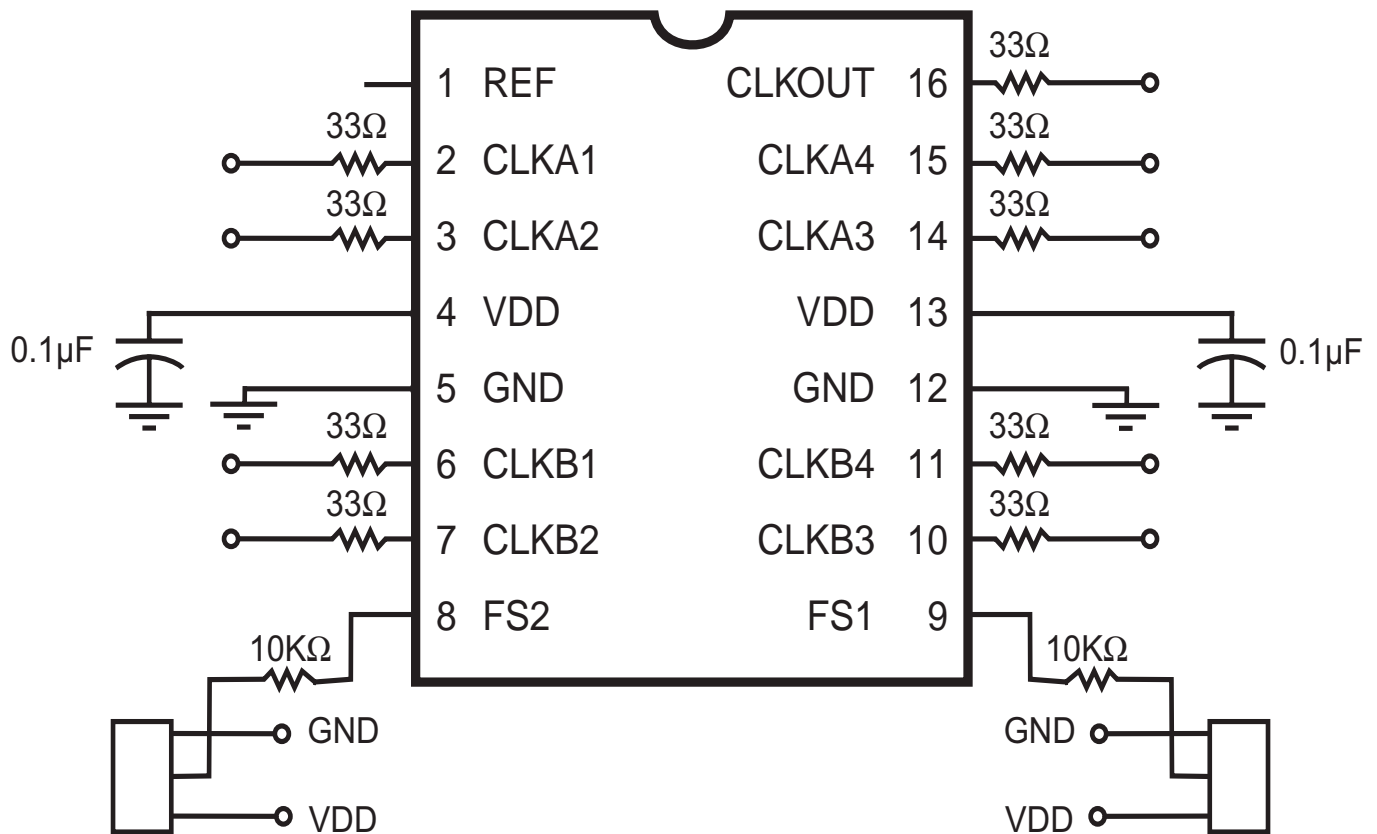 33Ω
1 REF CLKOUT 16
33Ω 33Ω
2 CLKA1 CLKA4 15
33Ω 33Ω
3 CLKA2 CLKA3 14
4 VDD VDD 13
0.1µF 0.1µF
5 GND GND 12
33Ω 33Ω
6 CLKB1 CLKB4 11
33Ω 33Ω
7 CLKB2 CLKB3 10
8 FS2 FS1 9
10KΩ 10KΩ
GND GND
VDD VDD